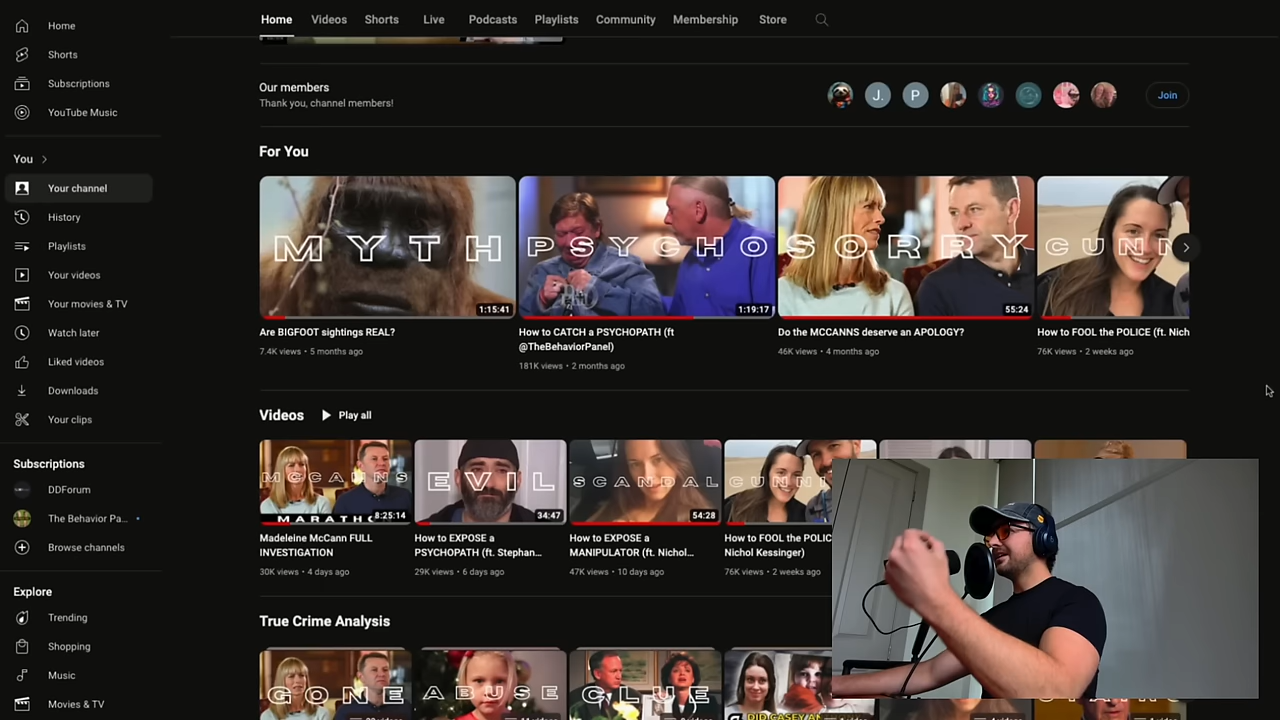 Home
Shorts
Subscriptions
YouTube Music
You
Your channel
History
Playlists
Your videos
Your movies & TV
Watch later
Liked videos
Downloads
Your clips
Subscriptions
DDForum
The Behavior Pa...
Browse channels
Explore
Trending
Shopping
Music
Movies & TV
Home Videos Shorts Live Podcasts Playlists Community Membership Store
Our members
Thank you, channel members!
J. P
Join
For You
MYTH
1:15:41
Are BIGFOOT sightings REAL?
7.4K views • 5 months ago
PSYCHO
1:19:17
How to CATCH a PSYCHOPATH (ft
@TheBehaviorPanel)
181K views • 2 months ago
SORRY
55:24
Do the MCCANNS deserve an APOLOGY?
46K views • 4 months ago
CUNN
How to FOOL the POLICE (ft. Nich
76K views • 2 weeks ago
Videos
Play all
MCCANNS
MARATHO
8:25:14
Madeleine McCann FULL
INVESTIGATION
30K views • 4 days ago
EVIL
34:47
How to EXPOSE a
PSYCHOPATH (ft. Stephan...
29K views • 6 days ago
SCANDAL
54:28
How to EXPOSE a
MANIPULATOR (ft. Nichol...
47K views • 10 days ago
CUNNI
How to FOOL the POLIC
Nichol Kessinger)
76K views • 2 weeks ago
True Crime Analysis
GONE
ABUSE
CLUE